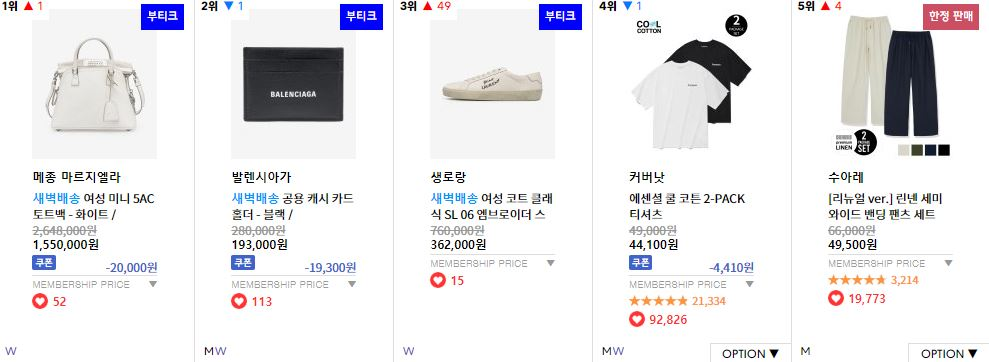 1위 ▲ 1
부티크
메종 마르지엘라
새벽배송 여성 미니 5AC
토트백 - 화이트 /
2,648,000원
1,550,000원
쿠폰 -20,000원
MEMBERSHIP PRICE ▼
52
W
2위 ▼ 1
부티크
BALENCIAGA
발렌시아가
새벽배송 공용 캐시 카드
홀더 - 블랙 /
280,000원
193,000원
쿠폰 -19,300원
MEMBERSHIP PRICE ▼
113
MW
3위 ▲ 49
부티크
생로랑
새벽배송 여성 코트 클래
식 SL 06 엠브로이더 스
760,000원
362,000원
MEMBERSHIP PRICE ▼
15
W
4위 ▼ 1
COOL
COTTON
2
PACKAGE
SET
커버낫
에센셜 쿨 코튼 2-PACK
티셔츠
49,000원
44,100원
쿠폰 -4,410원
MEMBERSHIP PRICE ▼
★★★★★ 21,334
92,826
MW
OPTION ▼
5위 ▲ 4
한정 판매
premium
LINEN
2
PACKAGE
SET
수아레
[리뉴얼 ver.] 린넨 세미
와이드 밴딩 팬츠 세트
66,000원
49,500원
MEMBERSHIP PRICE ▼
★★★★★ 3,214
19,773
M
OPTION ▼